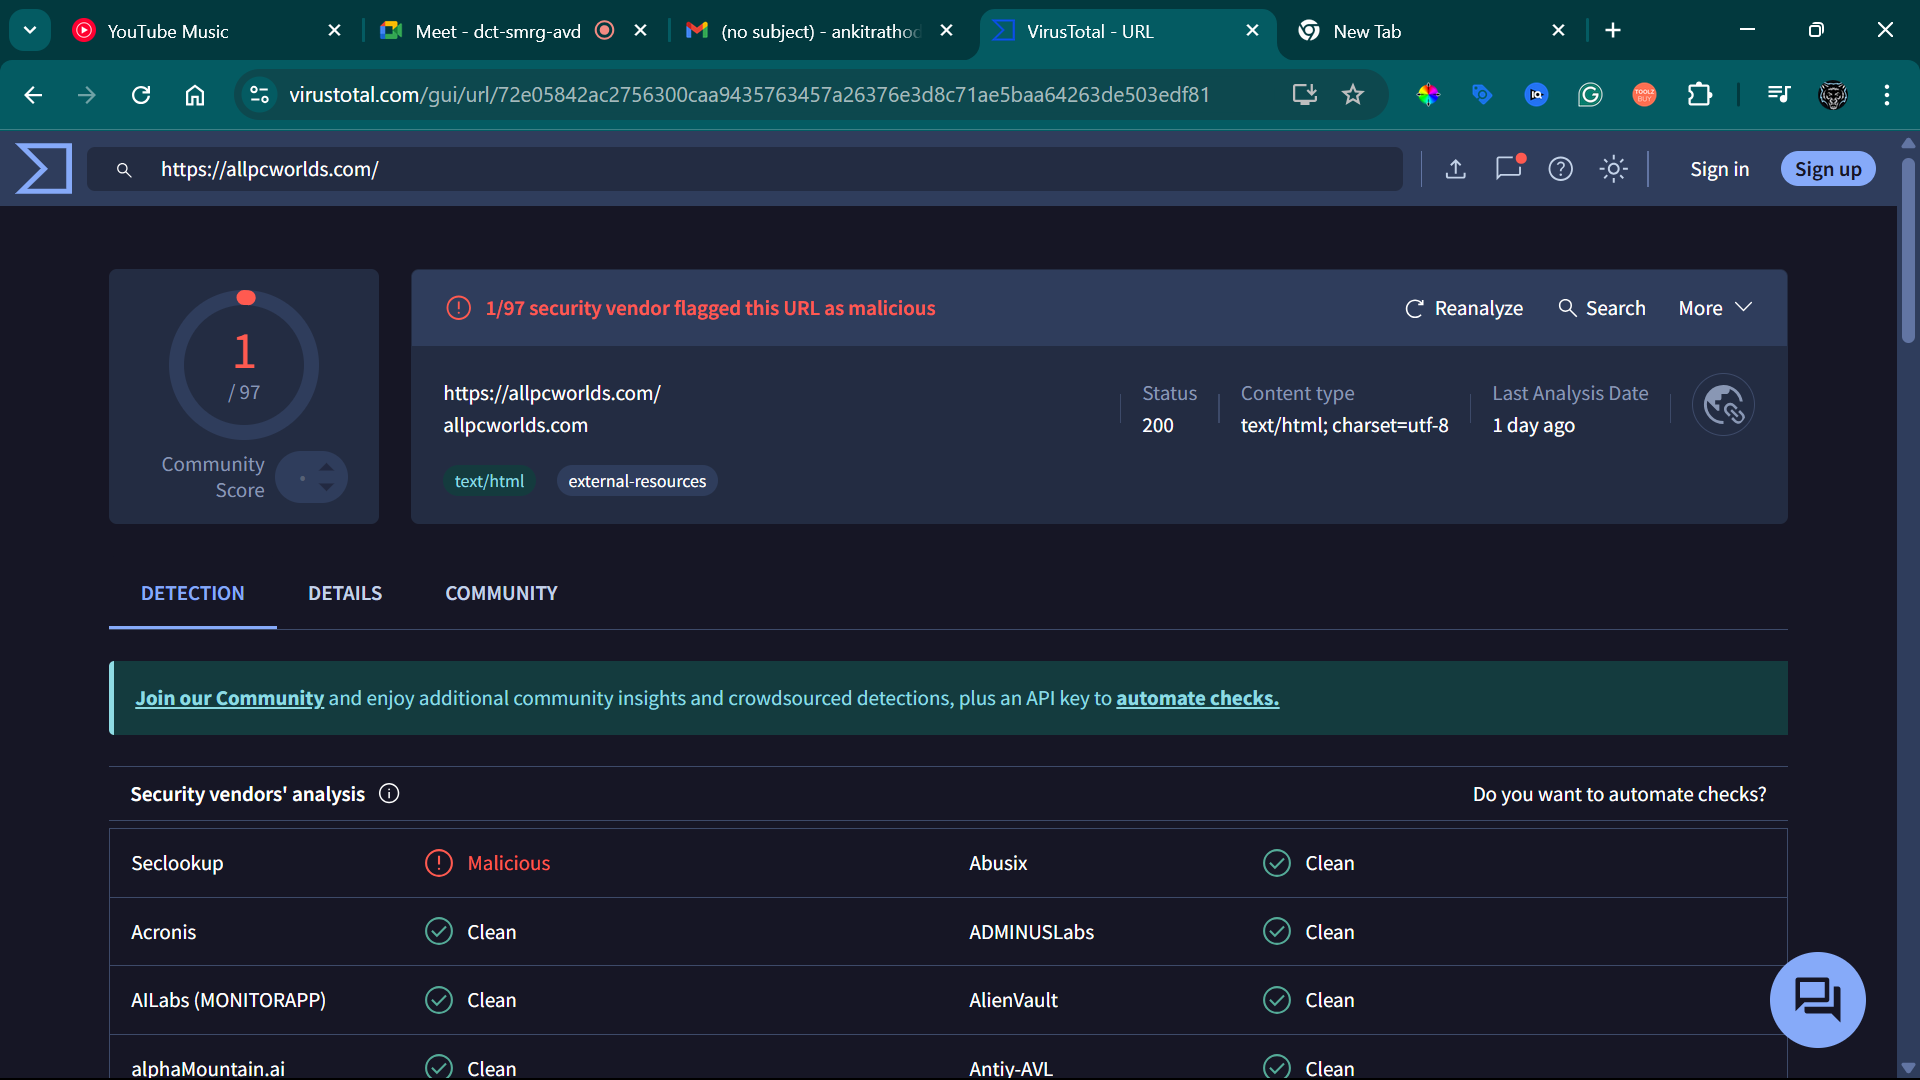 YouTube Music
Meet - dct-smrg-avd
(no subject) - ankitrathod
VirusTotal - URL
New Tab
virustotal.com/gui/url/72e05842ac2756300caa9435763457a26376e3d8c71ae5baa64263de503edf81
IQ
TOOLZ
BUY
https://allpcworlds.com/
Sign in
Sign up
1
/ 97
Community
Score
1/97 security vendor flagged this URL as malicious
Reanalyze
Search
More
https://allpcworlds.com/
allpcworlds.com
text/html
external-resources
Status
200
Content type
text/html; charset=utf-8
Last Analysis Date
1 day ago
DETECTION
DETAILS
COMMUNITY
Join our Community and enjoy additional community insights and crowdsourced detections, plus an API key to automate checks.
Security vendors' analysis
Do you want to automate checks?
Seclookup
Malicious
Abusix
Clean
Acronis
Clean
ADMINUSLabs
Clean
AILabs (MONITORAPP)
Clean
AlienVault
Clean
alphaMountain.ai
Clean
Antiy-AVL
Clean